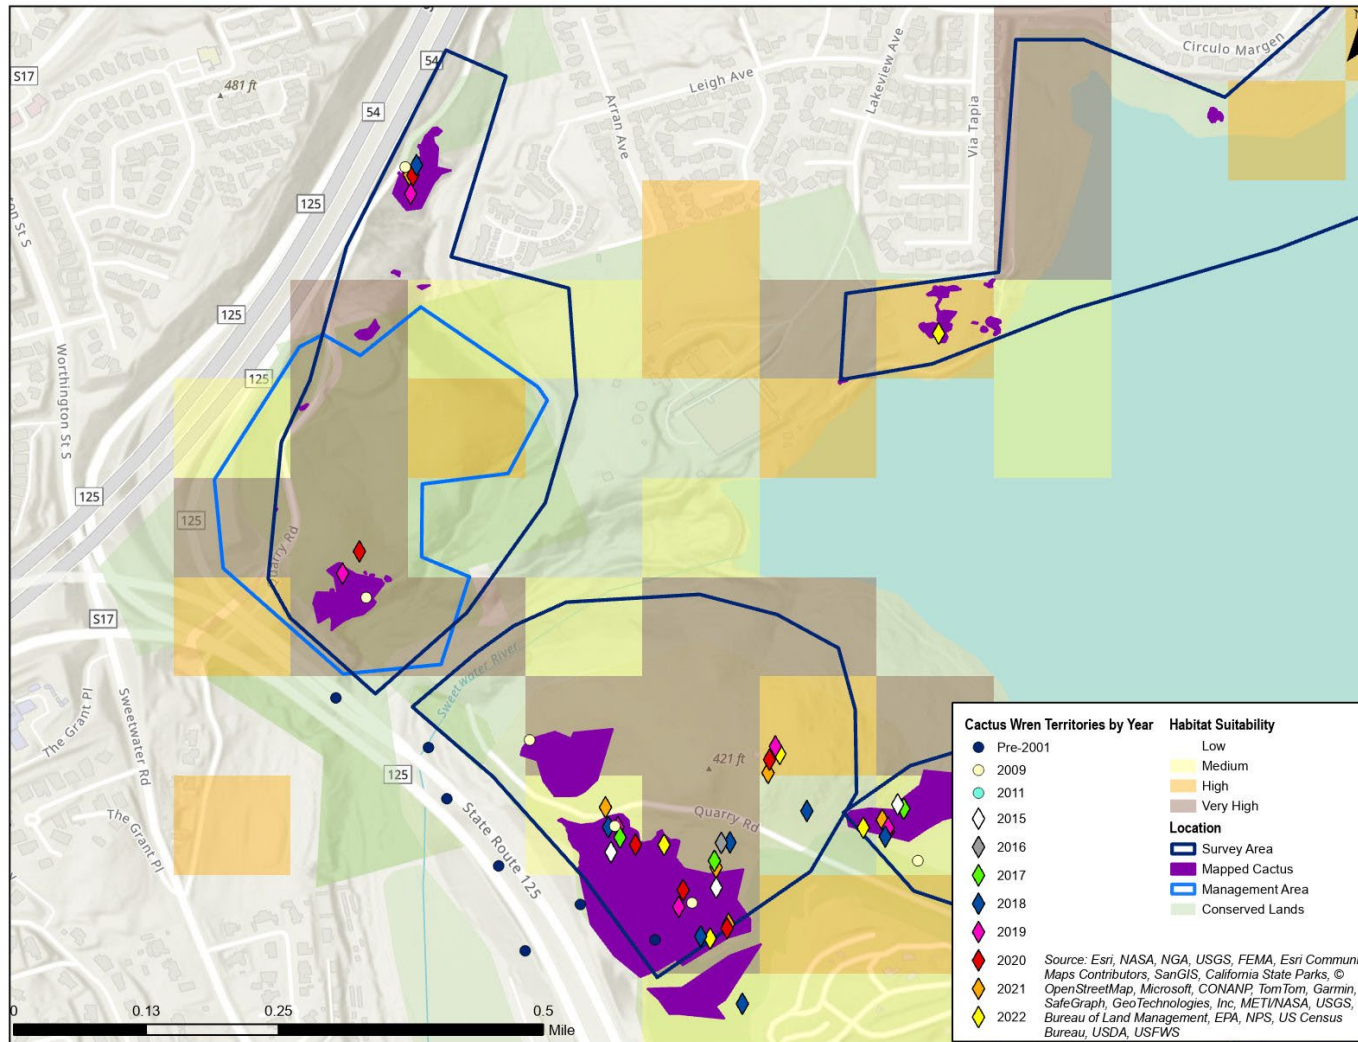 54
Circulo Margen
S17
481 ft
54
Leigh Ave
Lakeview Ave
Arran Ave
Via Tapia
125
125
Worthington St S
125
125
125
Quarry Rd
S17
Sweetwater River
The Grant Pl
Sweetwater Rd
421 ft
125
Quarry Rd
The Grant Pl
State Route 125
Cactus Wren Territories by Year
Pre-2001
2009
2011
2015
2016
2017
2018
2019
2020
2021
2022
Habitat Suitability
Low
Medium
High
Very High
Location
Survey Area
Mapped Cactus
Management Area
Conserved Lands
Source: Esri, NASA, NGA, USGS, FEMA, Esri Communi
Maps Contributors, SanGIS, California State Parks, ©
OpenStreetMap, Microsoft, CONANP, TomTom, Garmin,
SafeGraph, GeoTechnologies, Inc, METI/NASA, USGS,
Bureau of Land Management, EPA, NPS, US Census
Bureau, USDA, USFWS
0
0.13
0.25
0.5
Mile